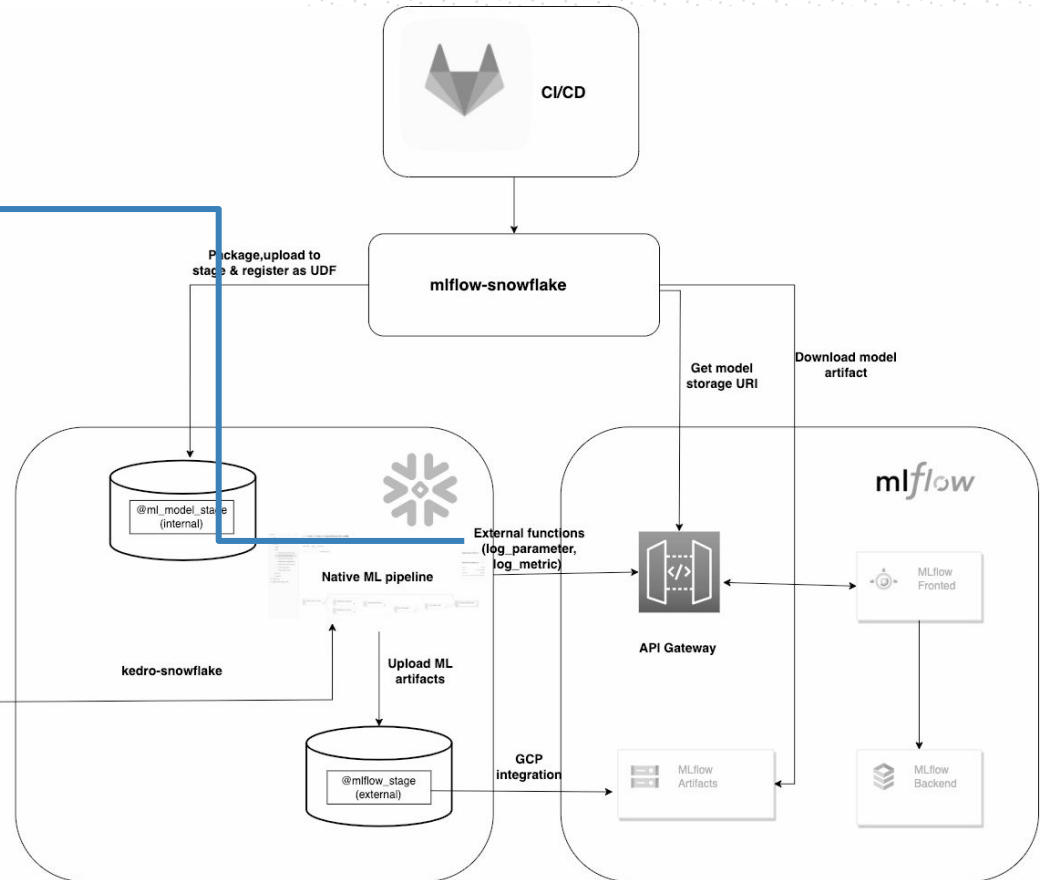 CI/CD
Package,upload to
stage & register as UDF
mlflow-snowflake
Get model
storage URI
Download model
artifact
mlflow
@ml_model_stage
(internal)
External functions
(log_parameter,
log_metric)
Native ML pipeline
MLflow
Fronted
API Gateway
kedro-snowflake
Upload ML
artifacts
GCP
integration
@mlflow_stage
(external)
MLflow
Artifacts
MLflow
Backend